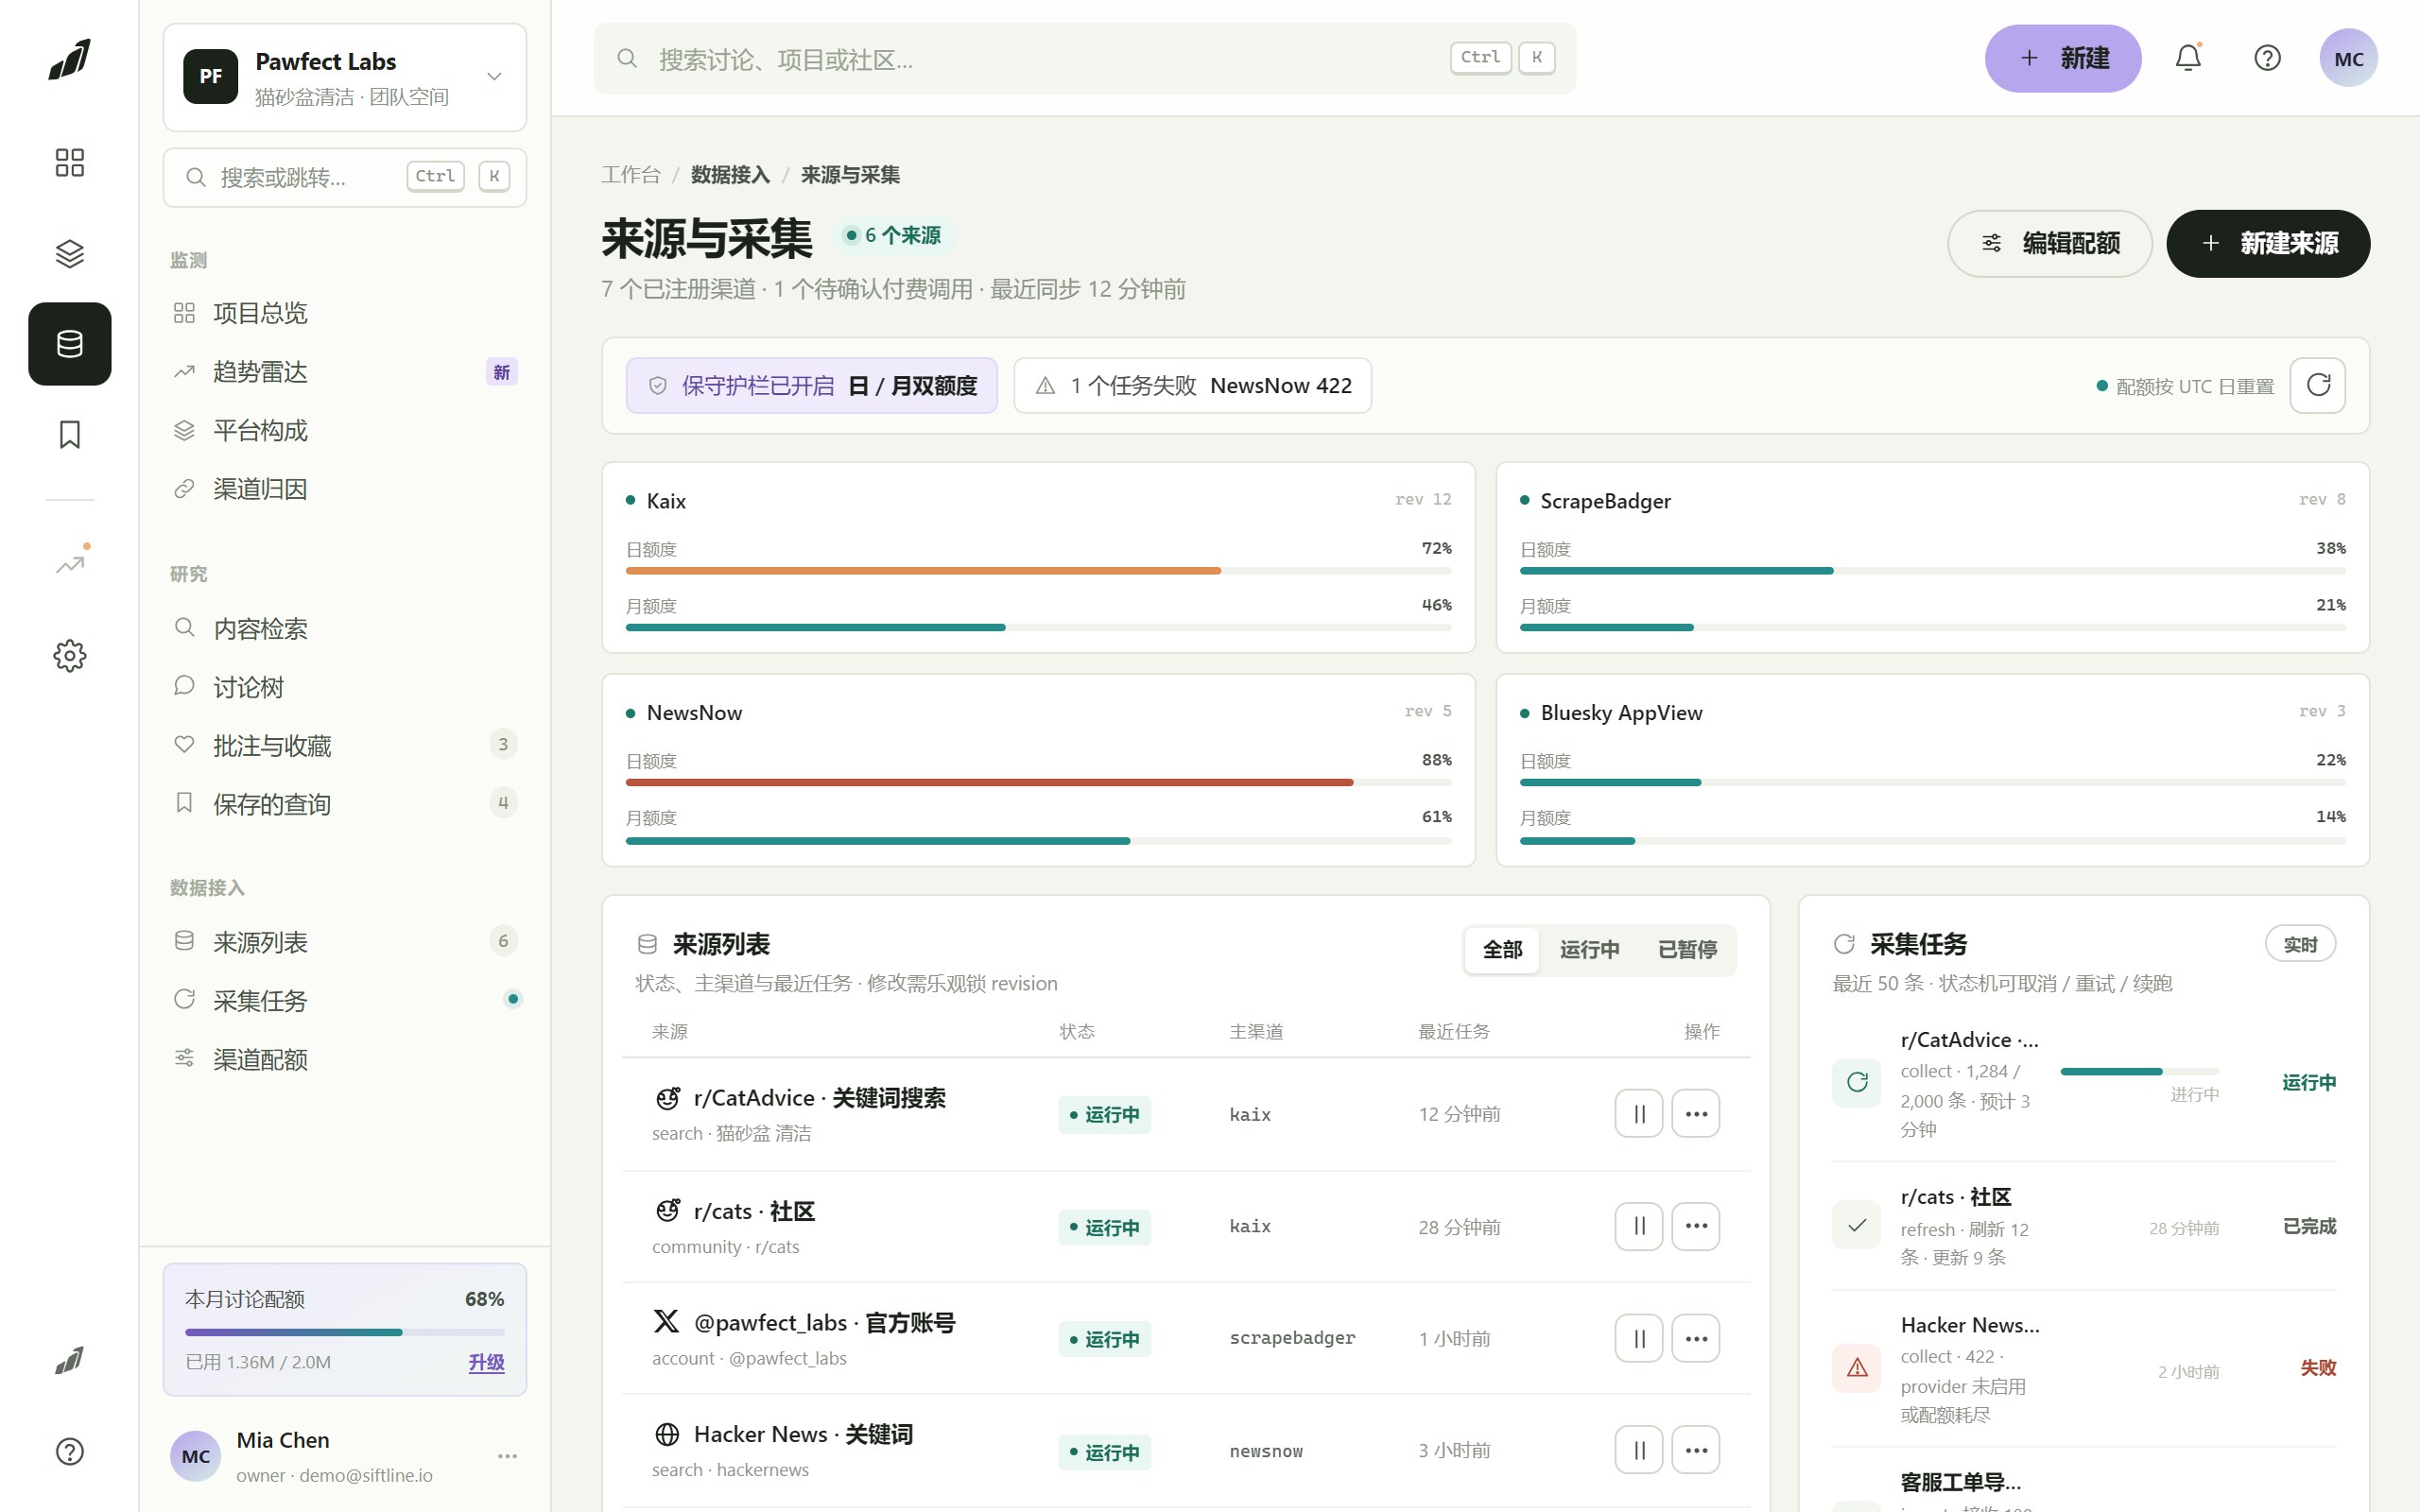 PF
Pawfect Labs
猫砂盆清洁 · 团队空间
搜索或跳转... Ctrl K
监测
项目总览
趋势雷达 新
平台构成
渠道归因
研究
内容检索
讨论树
批注与收藏 3
保存的查询 4
数据接入
来源列表 6
采集任务
渠道配额
本月讨论配额 68%
已用 1.36M / 2.0M 升级
MC
Mia Chen
owner · demo@siftline.io
搜索讨论、项目或社区... Ctrl K
新建
MC
工作台 / 数据接入 / 来源与采集
来源与采集 6 个来源
7 个已注册渠道 · 1 个待确认付费调用 · 最近同步 12 分钟前
编辑配额
新建来源
保守护栏已开启 日 / 月双额度
1 个任务失败 NewsNow 422
配额按 UTC 日重置
Kaix rev 12
日额度 72%
月额度 46%
ScrapeBadger rev 8
日额度 38%
月额度 21%
NewsNow rev 5
日额度 88%
月额度 61%
Bluesky AppView rev 3
日额度 22%
月额度 14%
来源列表
状态、主渠道与最近任务 · 修改需乐观锁 revision
全部 运行中 已暂停
来源 状态 主渠道 最近任务 操作
r/CatAdvice · 关键词搜索
search · 猫砂盆 清洁
运行中 kaix 12 分钟前
r/cats · 社区
community · r/cats
运行中 kaix 28 分钟前
@pawfect_labs · 官方账号
account · @pawfect_labs
运行中 scrapebadger 1 小时前
Hacker News · 关键词
search · hackernews
运行中 newsnow 3 小时前
采集任务 实时
最近 50 条 · 状态机可取消 / 重试 / 续跑
r/CatAdvice ·...
collect · 1,284 /
2,000 条 · 预计 3
分钟
进行中
运行中
r/cats · 社区
refresh · 刷新 12
条 · 更新 9 条
28 分钟前
已完成
Hacker News...
collect · 422 ·
provider 未启用
或配额耗尽
2 小时前
失败
客服工单导...